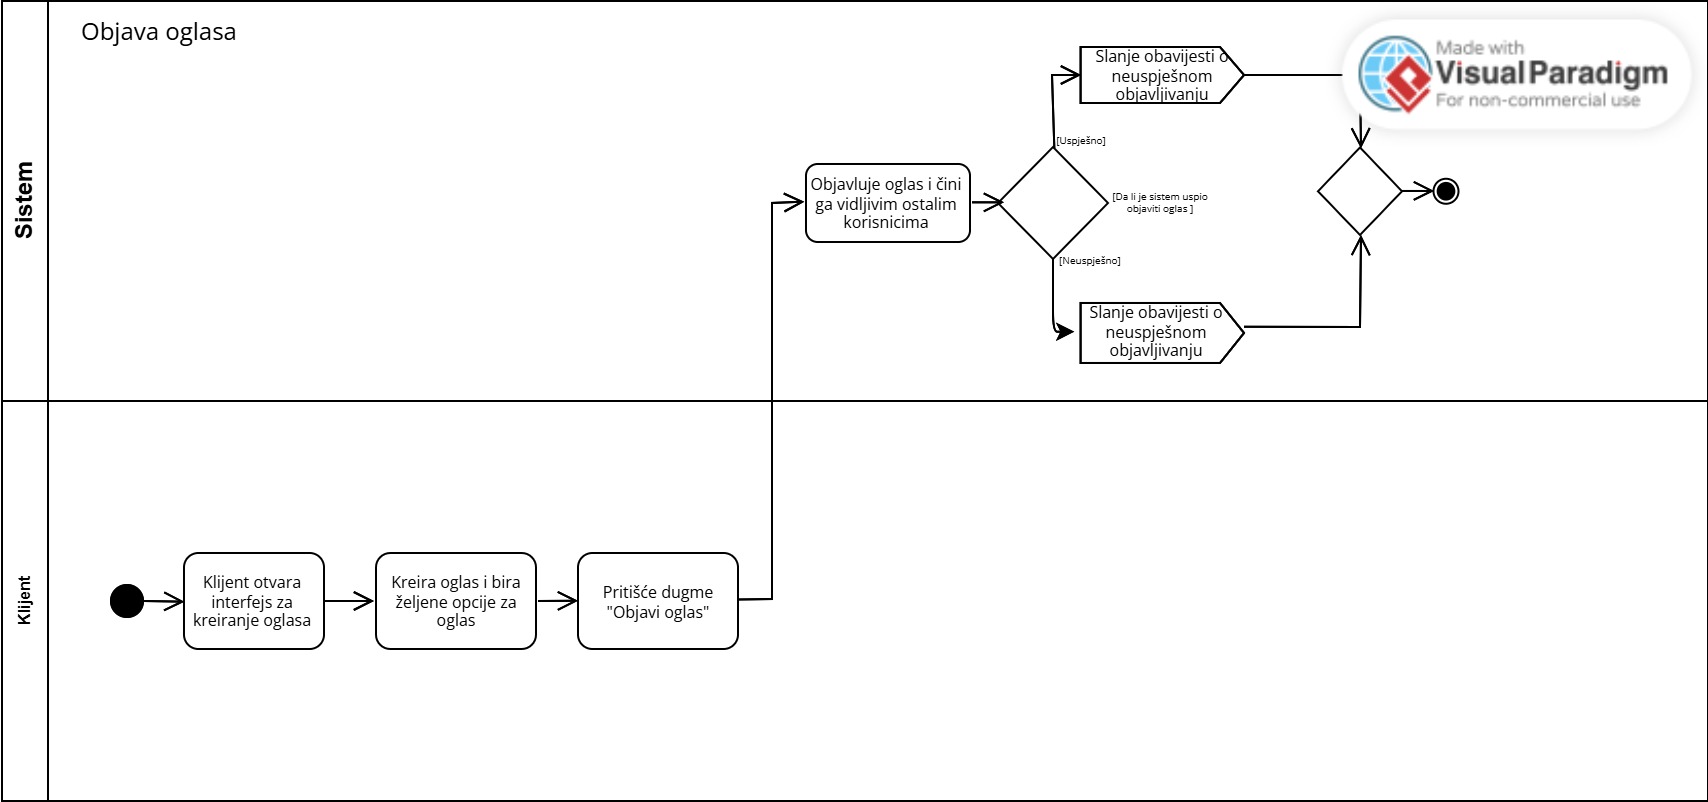 Objava oglasa
Made with
Visual Paradigm
For non-commercial use
Sistem
Slanje obavijesti o
neuspješnom
objavljivanju
[Uspješno]
Objavluje oglas i čini
ga vidljivim ostalim
korisnicima
[Da li je sistem uspio
objaviti oglas ]
[Neuspješno]
Slanje obavijesti o
neuspješnom
objavljivanju
Klijent
Klijent otvara
interfejs za
kreiranje oglasa
Kreira oglas i bira
željene opcije za
oglas
Pritišće dugme
"Objavi oglas"